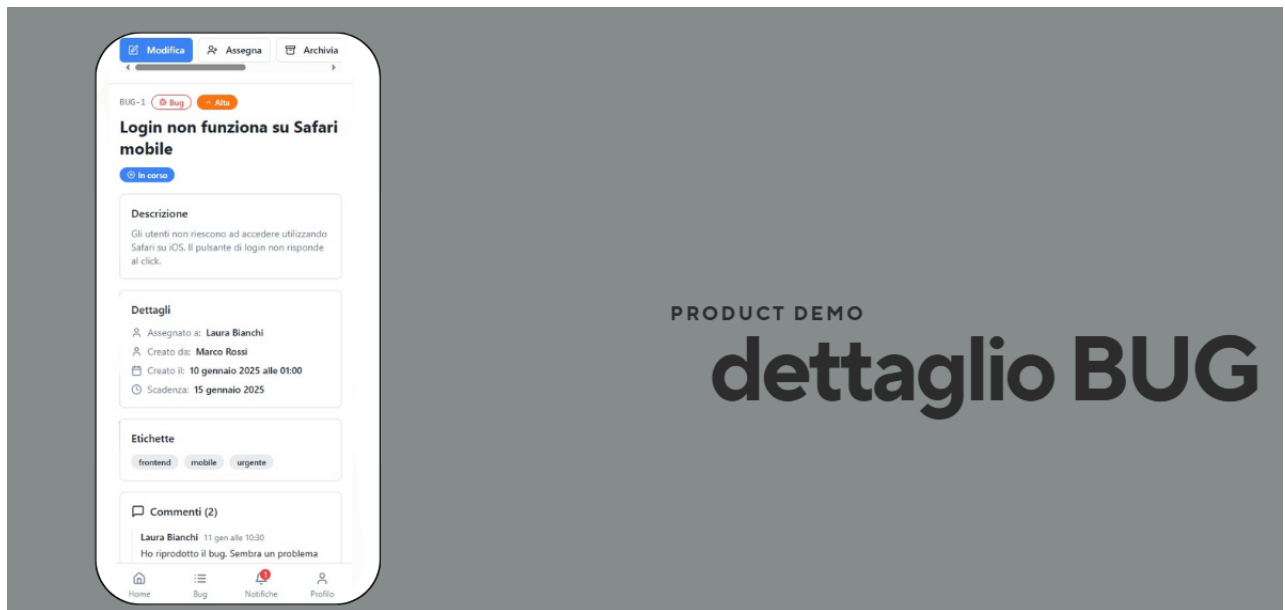 Modifica Assegna Archivia
BUG-1 Bug Alta
Login non funziona su Safari
mobile
In corso
Descrizione
Gli utenti non riescono ad accedere utilizzando
Safari su iOS. Il pulsante di login non risponde
al click.
Dettagli
Assegnato a: Laura Bianchi
Creato da: Marco Rossi
Creato il: 10 gennaio 2025 alle 01:00
Scadenza: 15 gennaio 2025
Etichette
frontend mobile urgente
Commenti (2)
Laura Bianchi 11 gen alle 10:30
Ho riprodotto il bug. Sembra un problema
1
Home Bug Notifiche Profilo
PRODUCT DEMO
dettaglio BUG